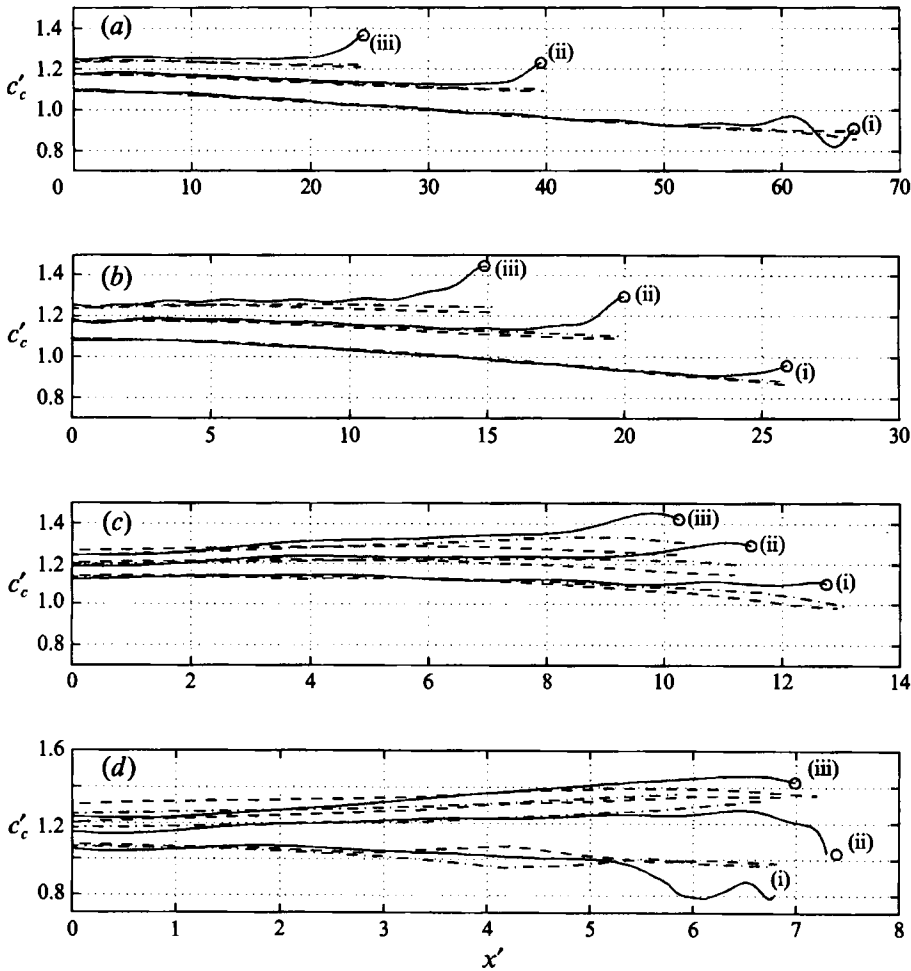 (a)
1.4
1.2
1.0
0.8
c'c
(iii)
(ii)
(i)
0 10 20 30 40 50 60 70
(b)
1.4
1.2
1.0
0.8
c'c
(iii)
(ii)
(i)
0 5 10 15 20 25 30
(c)
1.4
1.2
1.0
0.8
c'c
(iii)
(ii)
(i)
0 2 4 6 8 10 12 14
(d)
1.6
1.2
0.8
c'c
(iii)
(ii)
(i)
0 1 2 3 4 5 6 7 8
x'